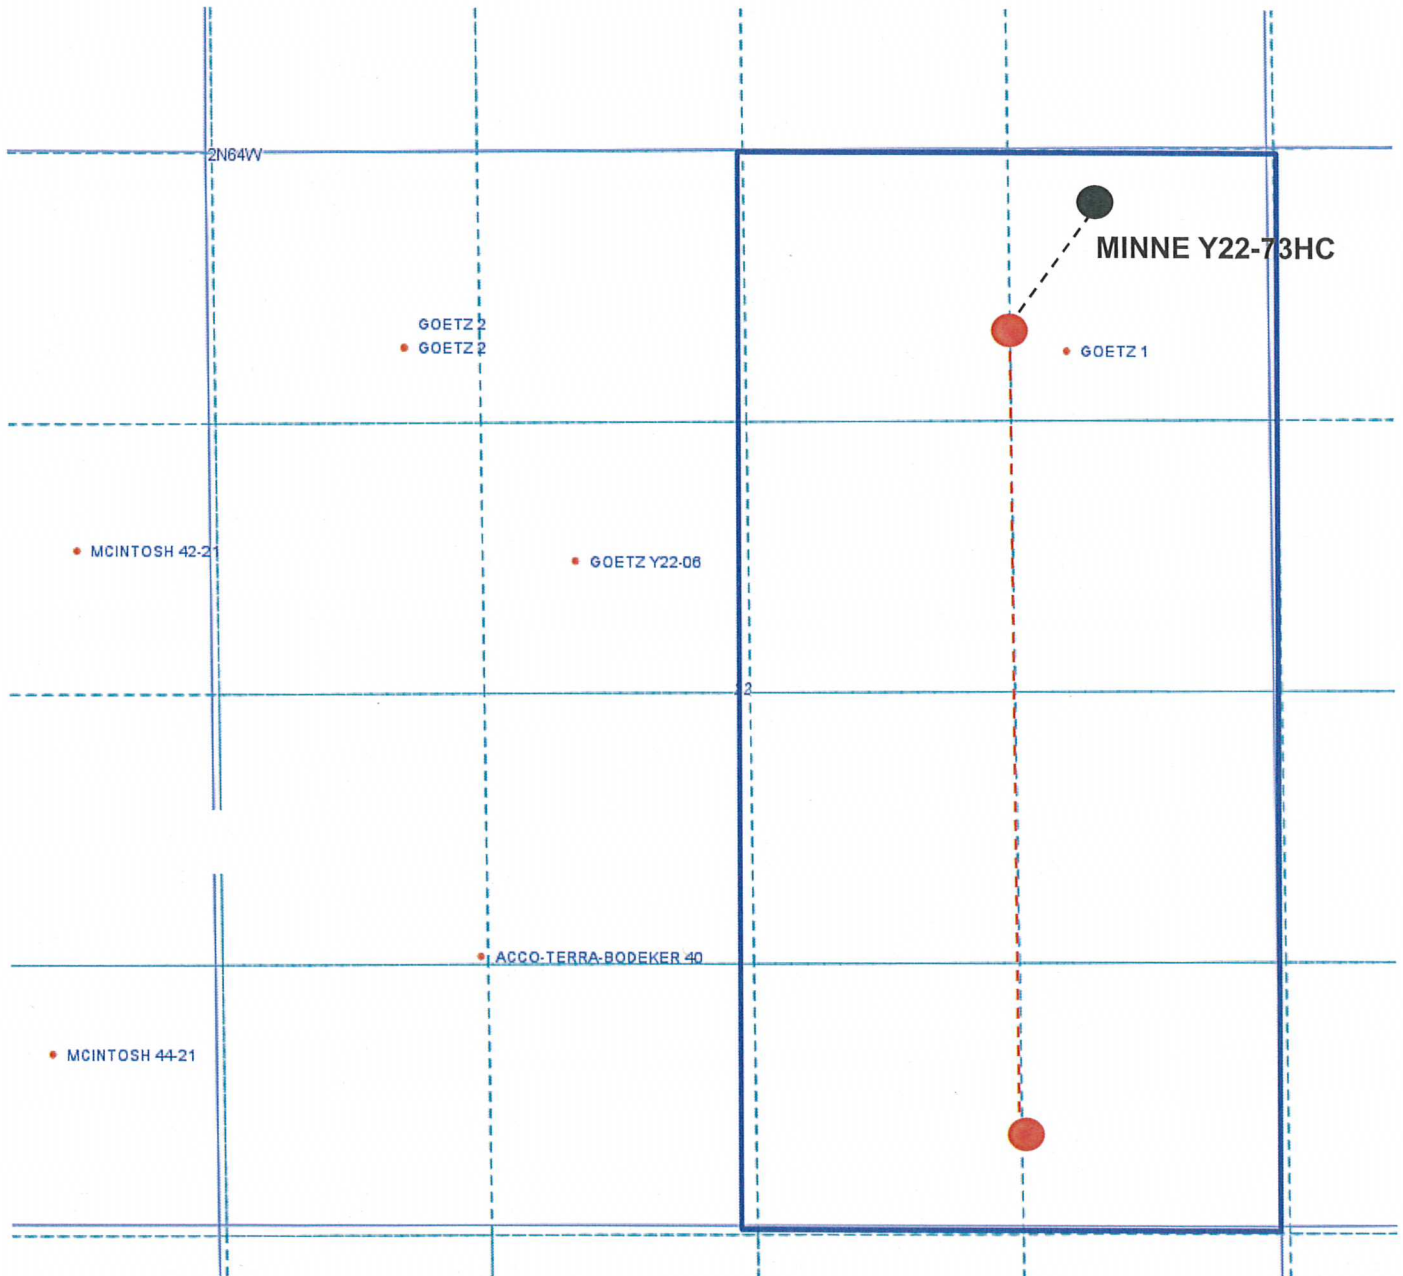 2N64W
MINNE Y22-73HC
GOETZ 2
GOETZ 2
GOETZ 1
MCINTOSH 42-21
GOETZ Y22-06
22
ACCO-TERRA-BODEKER 40
MCINTOSH 44-21